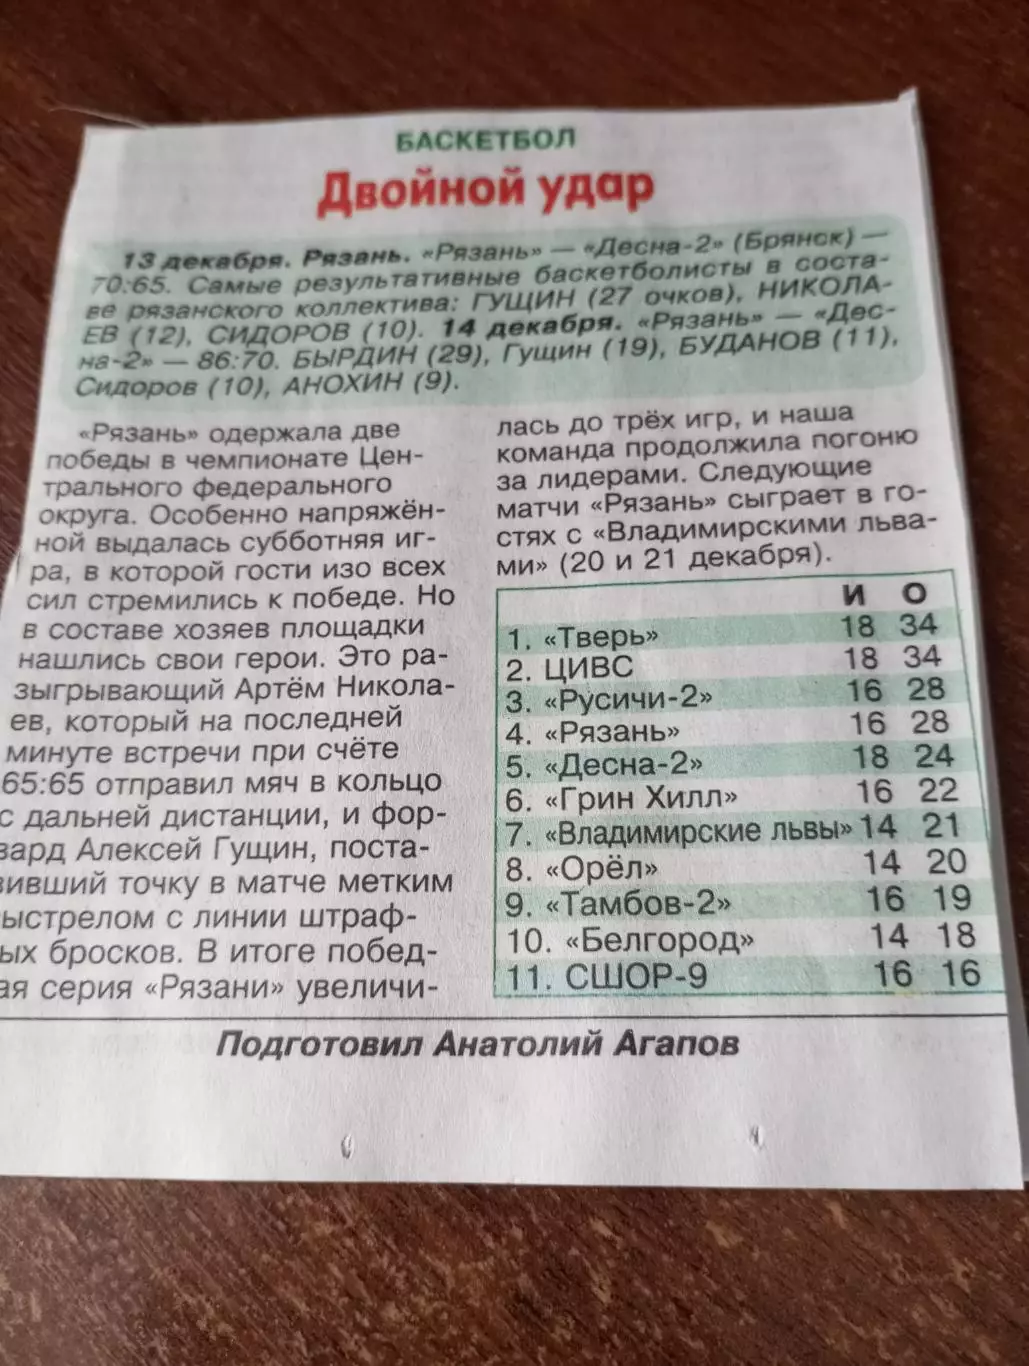 БАСКЕТБОЛ
Двойной удар
13 декабря. Рязань. «Рязань» — «Десна-2» (Брянск) —
70:65. Самые результативные баскетболисты в соста-
ве рязанского коллектива: ГУЩИН (27 очков), НИКОЛА-
ЕВ (12), СИДОРОВ (10). 14 декабря. «Рязань» — «Дес-
на-2» — 86:70. БЫРДИН (29), Гущин (19), БУДАНОВ (11),
Сидоров (10), АНОХИН (9).
«Рязань» одержала две
победы в чемпионате Цен-
трального федерального
округа. Особенно напряжён-
ной выдалась субботняя иг-
ра, в которой гости изо всех
сил стремились к победе. Но
в составе хозяев площадки
нашлись свои герои. Это ра-
зыгрывающий Артём Никола-
ев, который на последней
минуте встречи при счёте
65:65 отправил мяч в кольцо
с дальней дистанции, и фор-
вард Алексей Гущин, поста-
вивший точку в матче метким
ыстрелом с линии штраф-
ых бросков. В итоге побед-
ая серия «Рязани» увеличи-
лась до трёх игр, и наша
команда продолжила погоню
за лидерами. Следующие
матчи «Рязань» сыграет в го-
стях с «Владимирскими льва-
ми» (20 и 21 декабря).
И О
1. «Тверь» 18 34
2. ЦИВС 18 34
3. «Русичи-2» 16 28
4. «Рязань» 16 28
5. «Десна-2» 18 24
6. «Грин Хилл» 16 22
7. «Владимирские львы» 14 21
8. «Орёл» 14 20
9. «Тамбов-2» 16 19
10. «Белгород» 14 18
11. СШОР-9 16 16
Подготовил Анатолий Агапов